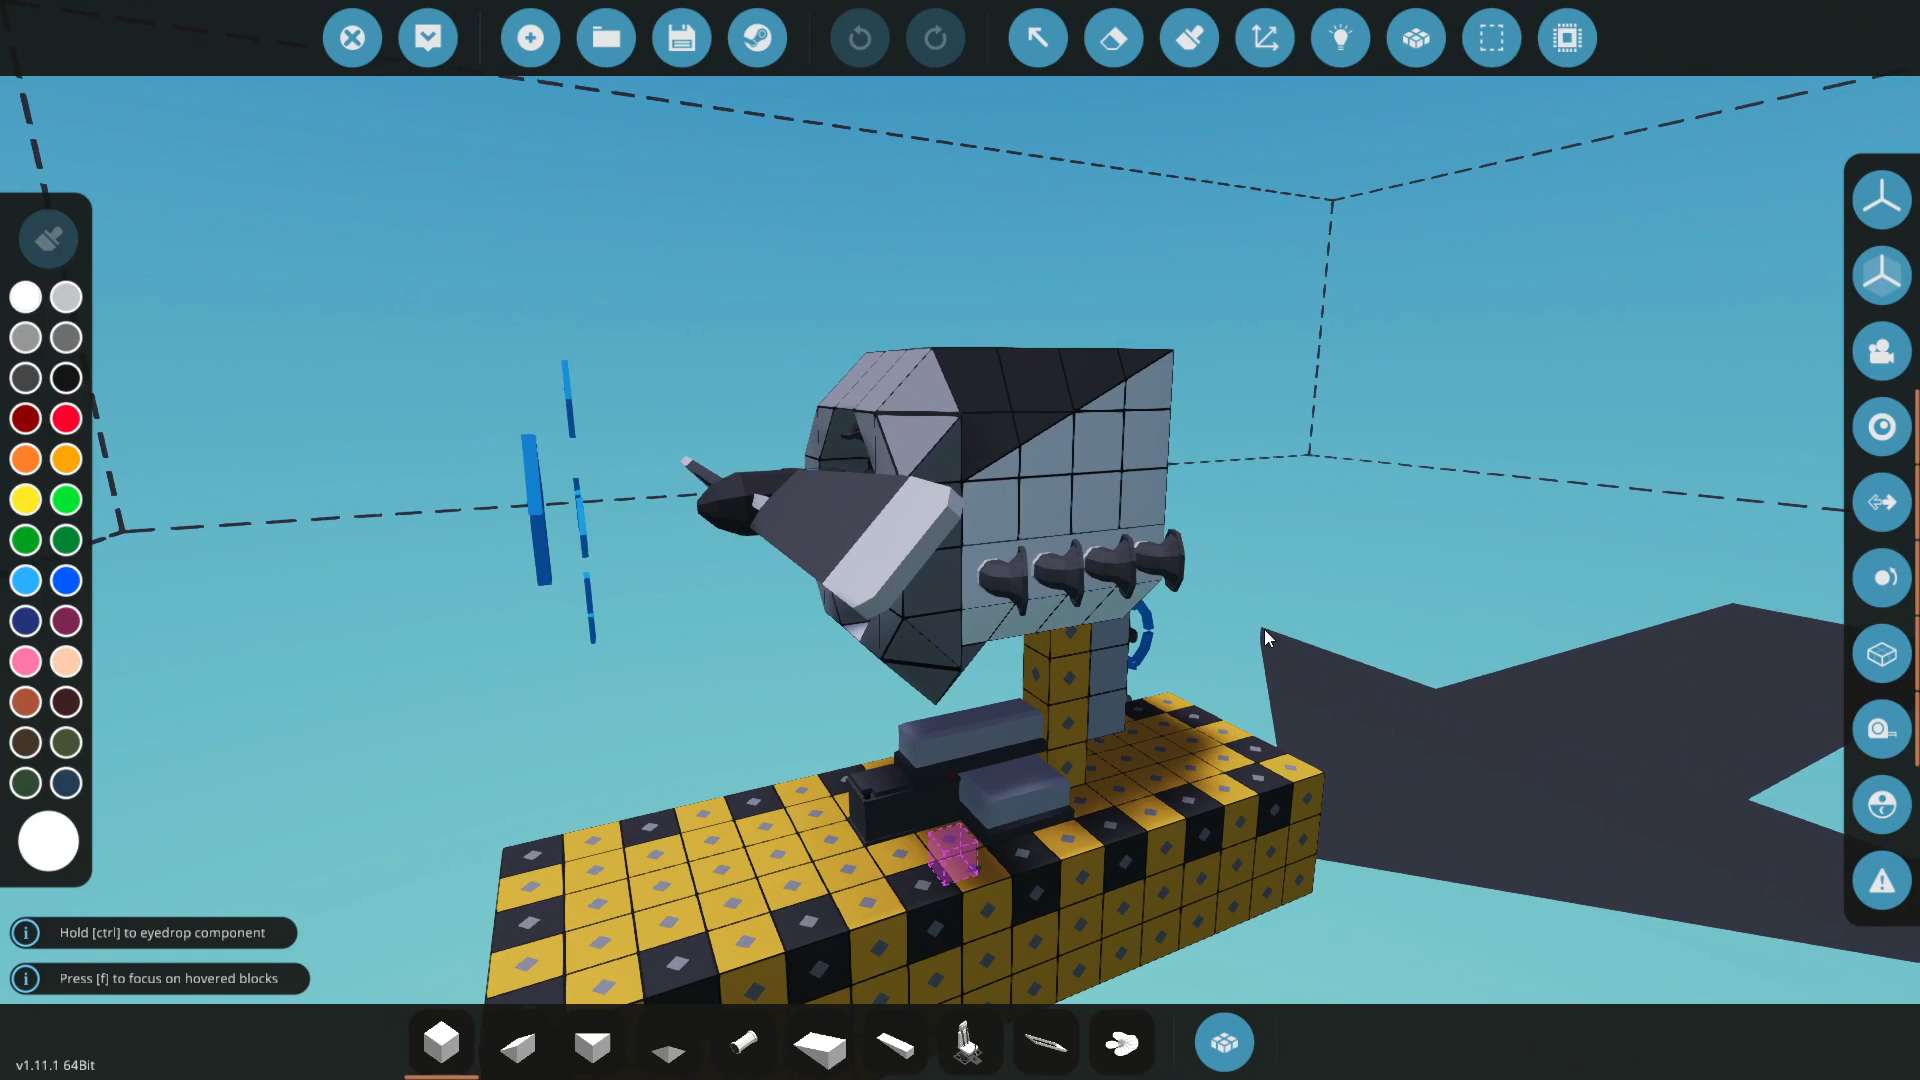 Hold [ctrl] to eyedrop component
Press [f] to focus on hovered blocks
v1.11.1 64Bit